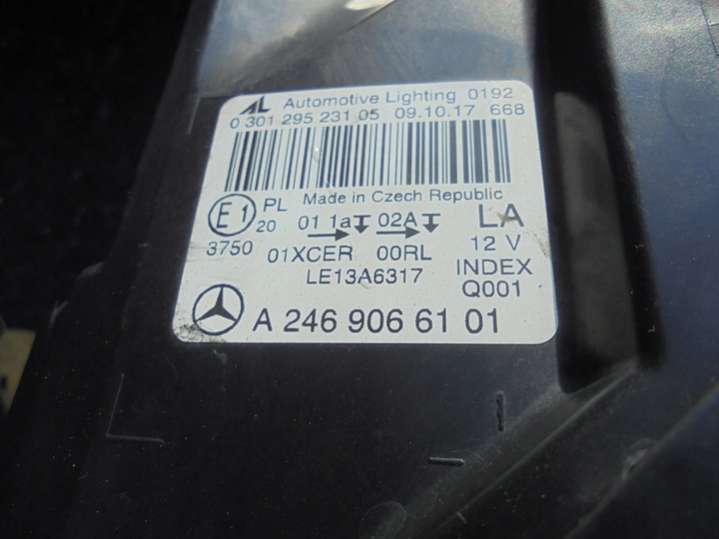 AL Automotive Lighting 0192
0 301 295 231 05 09.10.17 668
Made in Czech Republic
E1 PL 20 01 1a 02A LA
3750 01XCER 00RL 12 V
LE13A6317 INDEX
Q001
A 246 906 61 01